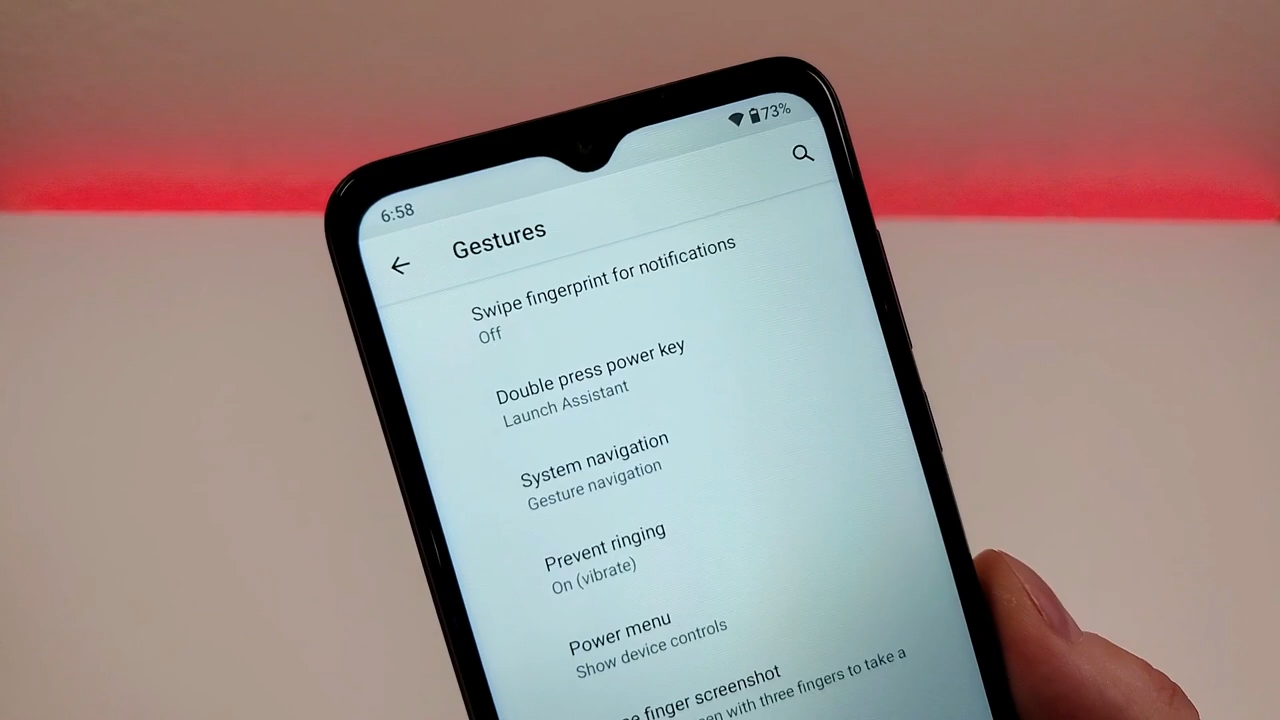 6:58
73%
Gestures
Swipe fingerprint for notifications
Off
Double press power key
Launch Assistant
System navigation
Gesture navigation
Prevent ringing
On (vibrate)
Power menu
Show device controls
finger screenshot
with three fingers to take a